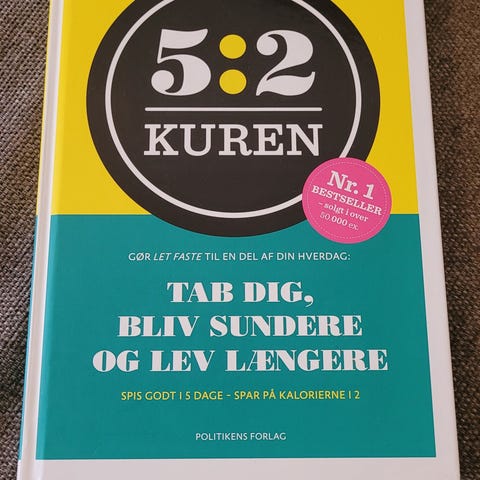 5:2
KUREN
Nr. 1
BESTSELLER
– solgt i over
50.000 ex.
GØR LET FASTE TIL EN DEL AF DIN HVERDAG:
TAB DIG,
BLIV SUNDERE
OG LEV LÆNGERE
SPIS GODT I 5 DAGE – SPAR PÅ KALORIERNE I 2
POLITIKENS FORLAG